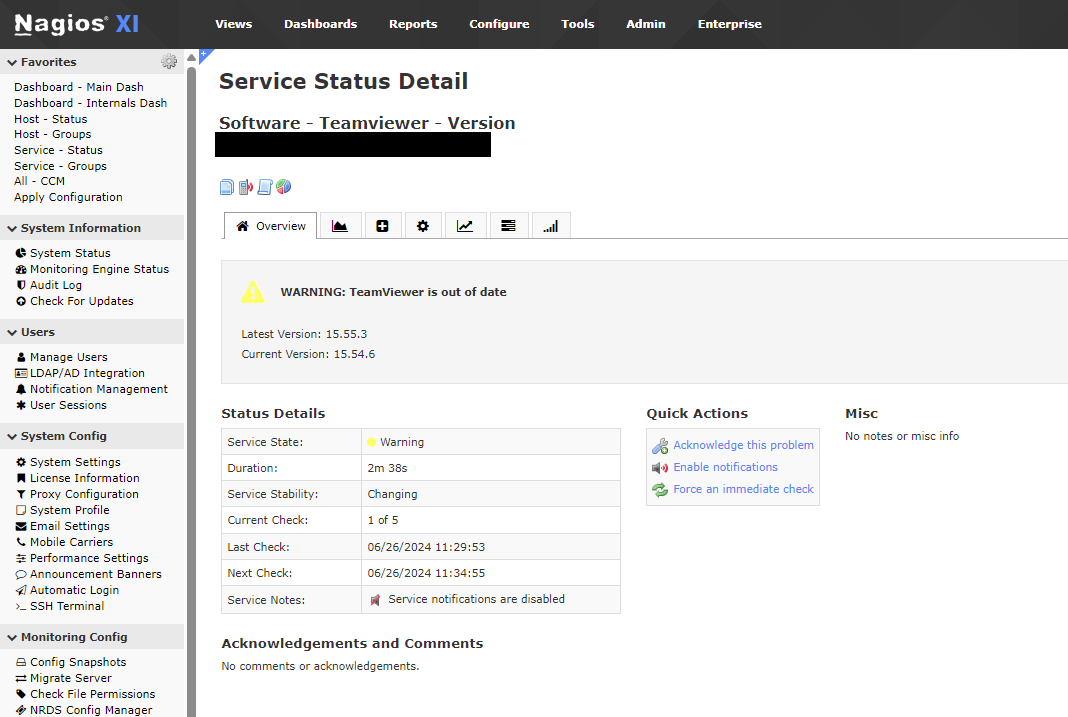 Nagios® XI
Views Dashboards Reports Configure Tools Admin Enterprise
Favorites
Dashboard - Main Dash
Dashboard - Internals Dash
Host - Status
Host - Groups
Service - Status
Service - Groups
All - CCM
Apply Configuration
System Information
System Status
Monitoring Engine Status
Audit Log
Check For Updates
Users
Manage Users
LDAP/AD Integration
Notification Management
User Sessions
System Config
System Settings
License Information
Proxy Configuration
System Profile
Email Settings
Mobile Carriers
Performance Settings
Announcement Banners
Automatic Login
SSH Terminal
Monitoring Config
Config Snapshots
Migrate Server
Check File Permissions
NRDS Config Manager
Service Status Detail
Software - Teamviewer - Version
Overview
WARNING: TeamViewer is out of date
Latest Version: 15.55.3
Current Version: 15.54.6
Status Details
Service State: Warning
Duration: 2m 38s
Service Stability: Changing
Current Check: 1 of 5
Last Check: 06/26/2024 11:29:53
Next Check: 06/26/2024 11:34:55
Service Notes: Service notifications are disabled
Quick Actions
Acknowledge this problem
Enable notifications
Force an immediate check
Misc
No notes or misc info
Acknowledgements and Comments
No comments or acknowledgements.